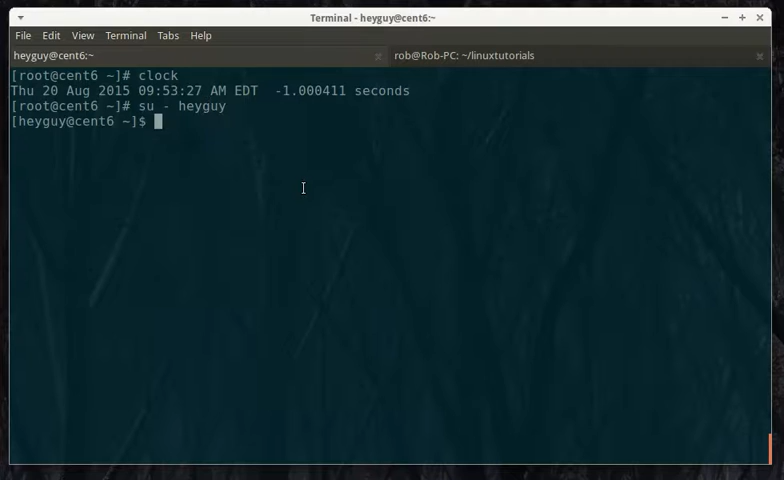 Terminal - heyguy@cent6:~
File Edit View Terminal Tabs Help
heyguy@cent6:~ rob@Rob-PC: ~/linuxtutorials
[root@cent6 ~]# clock
Thu 20 Aug 2015 09:53:27 AM EDT  -1.000411 seconds
[root@cent6 ~]# su - heyguy
[heyguy@cent6 ~]$